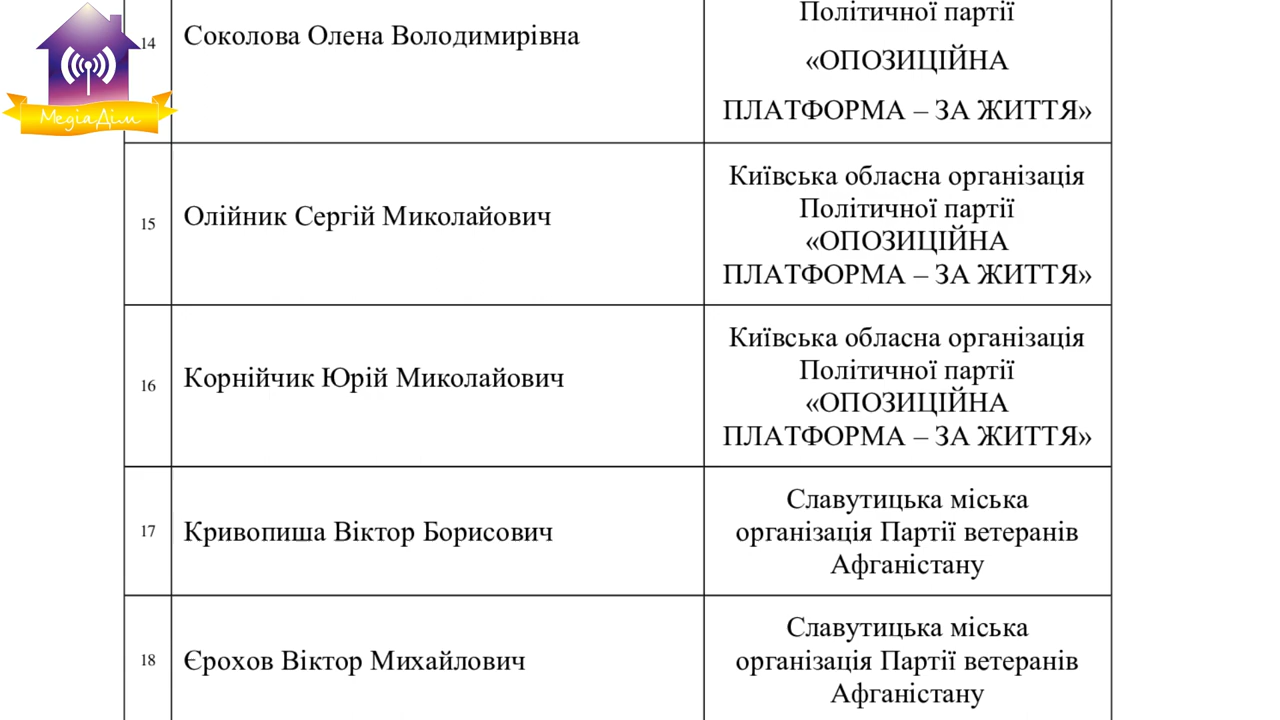 МедіаДім
14
Соколова Олена Володимирівна
Політичної партії
«ОПОЗИЦІЙНА
ПЛАТФОРМА – ЗА ЖИТТЯ»
15
Олійник Сергій Миколайович
Київська обласна організація
Політичної партії
«ОПОЗИЦІЙНА
ПЛАТФОРМА – ЗА ЖИТТЯ»
16
Корнійчик Юрій Миколайович
Київська обласна організація
Політичної партії
«ОПОЗИЦІЙНА
ПЛАТФОРМА – ЗА ЖИТТЯ»
17
Кривопиша Віктор Борисович
Славутицька міська
організація Партії ветеранів
Афганістану
18
Єрохов Віктор Михайлович
Славутицька міська
організація Партії ветеранів
Афганістану